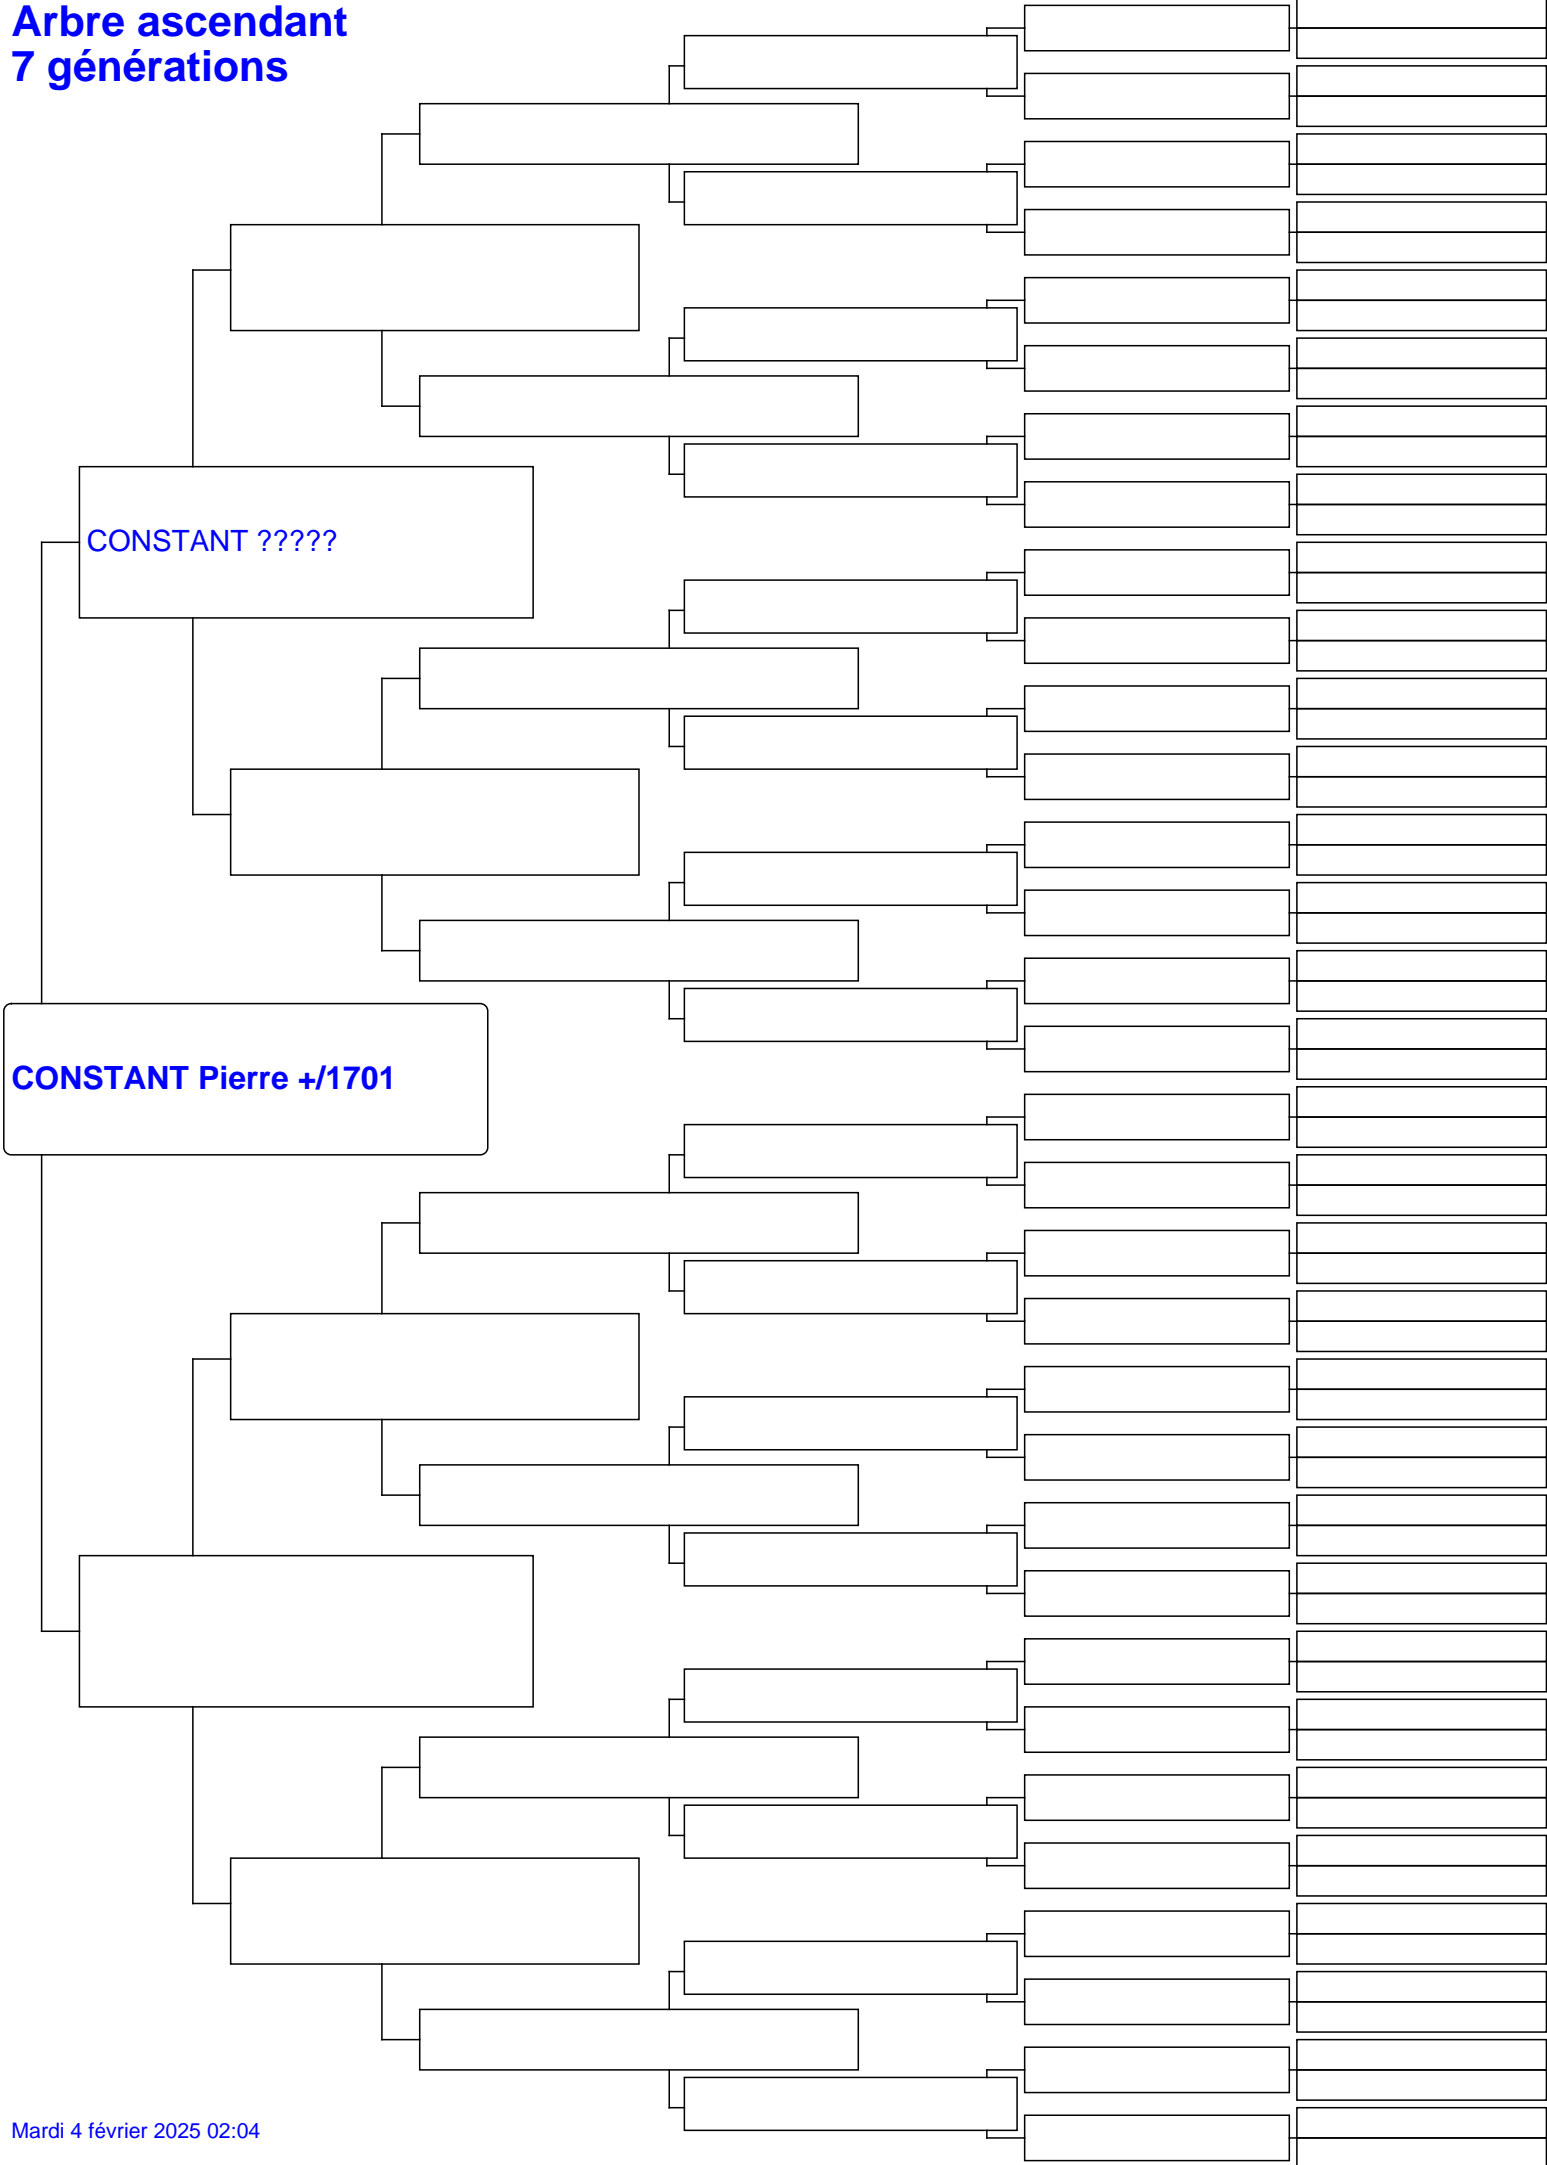 Arbre ascendant
7 générations
CONSTANT ?????
CONSTANT Pierre +/1701
Mardi 4 février 2025 02:04